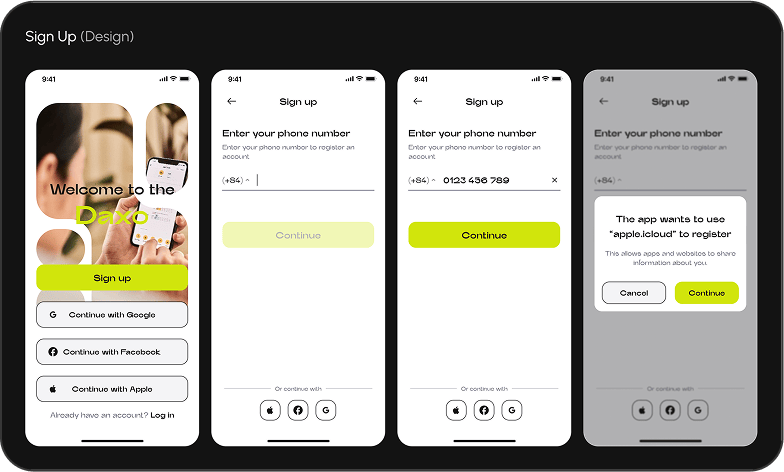 Sign Up (Design)
9:41
Welcome to the
Daxo
Sign up
Continue with Google
Continue with Facebook
Continue with Apple
Already have an account? Log in
9:41
Sign up
Enter your phone number
Enter your phone number to register an
account
(+84)
Continue
Or continue with
9:41
Sign up
Enter your phone number
Enter your phone number to register an
account
(+84) 0123 456 789
Continue
Or continue with
9:41
Sign up
Enter your phone number
Enter your phone number to register an
account
(+84)
The app wants to use
"apple.icloud" to register
This allows apps and websites to share
information about you.
Cancel
Continue
Or continue with